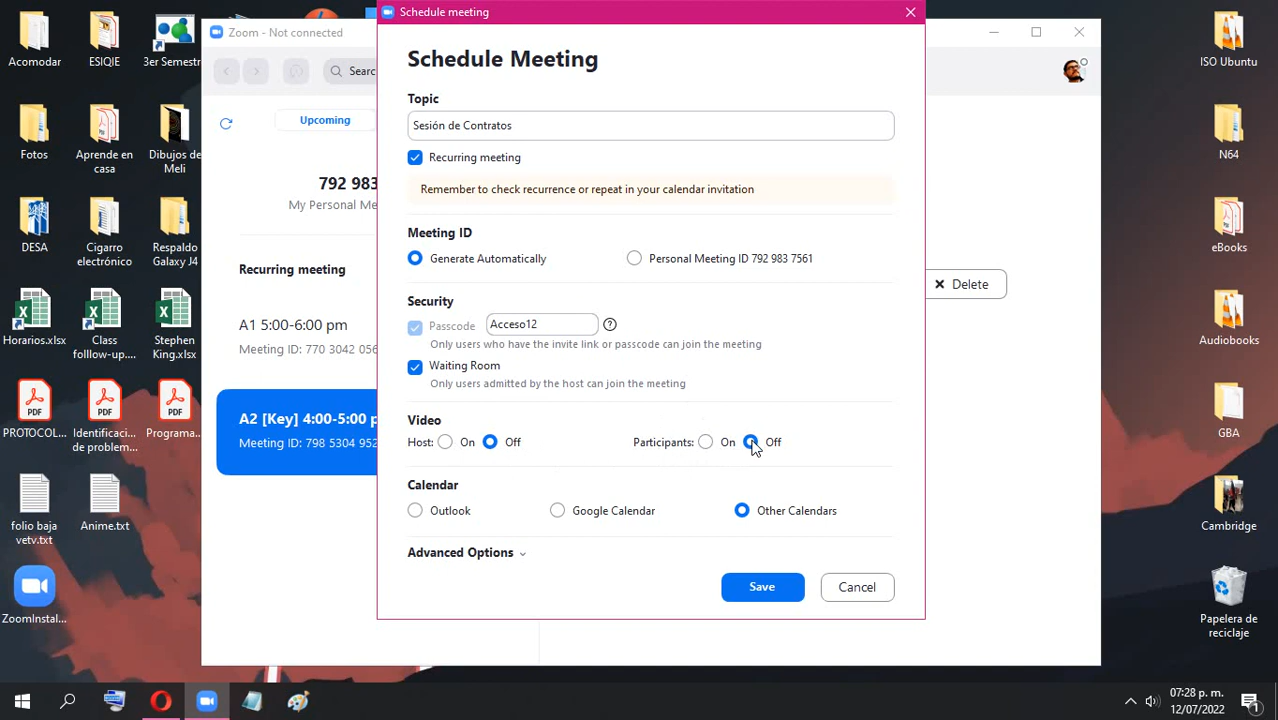 Acomodar
ESIQIE
3er Semestr
Fotos
Aprende en
casa
Dibujos de
Meli
DESA
Cigarro
electrónico
Respaldo
Galaxy J4
Horarios.xlsx
Class
folllow-up....
Stephen
King.xlsx
PROTOCOL...
Identificaci
de problem...
Programa...
folio baja
vetv.txt
Anime.txt
ZoomInstal...
Zoom - Not connected
Searc
Upcoming
792 983
My Personal Me
Recurring meeting
A1 5:00-6:00 pm
Meeting ID: 770 3042 056
A2 [Key] 4:00-5:00 p
Meeting ID: 798 5304 952
Delete
Schedule meeting
Schedule Meeting
Topic
Sesión de Contratos
Recurring meeting
Remember to check recurrence or repeat in your calendar invitation
Meeting ID
Generate Automatically
Personal Meeting ID 792 983 7561
Security
Passcode
Acceso12
Only users who have the invite link or passcode can join the meeting
Waiting Room
Only users admitted by the host can join the meeting
Video
Host: On Off
Participants: On Off
Calendar
Outlook
Google Calendar
Other Calendars
Advanced Options
Save
Cancel
ISO Ubuntu
N64
eBooks
Audiobooks
GBA
Cambridge
Papelera de
reciclaje
07:28 p. m.
12/07/2022
1